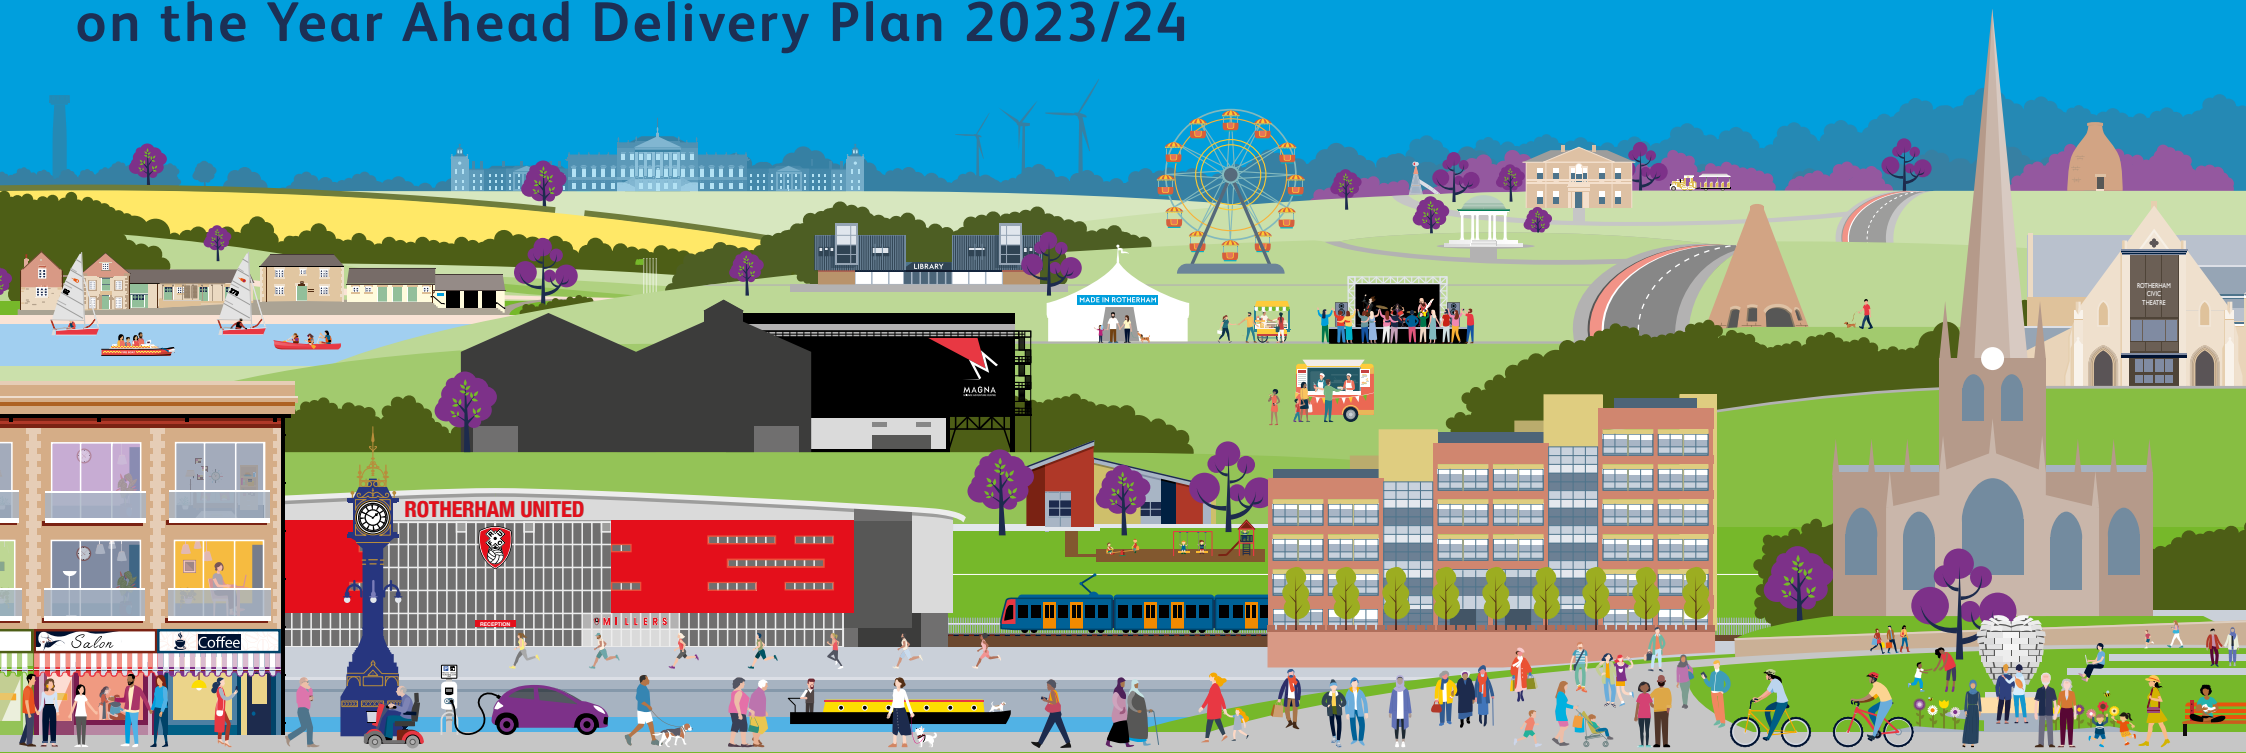 on the Year Ahead Delivery Plan 2023/24
LIBRARY
MADE IN ROTHERHAM
ROTHERHAM
CIVIC
THEATRE
MAGNA
ROTHERHAM UNITED
RECEPTION
MILLERS
Salon
Coffee